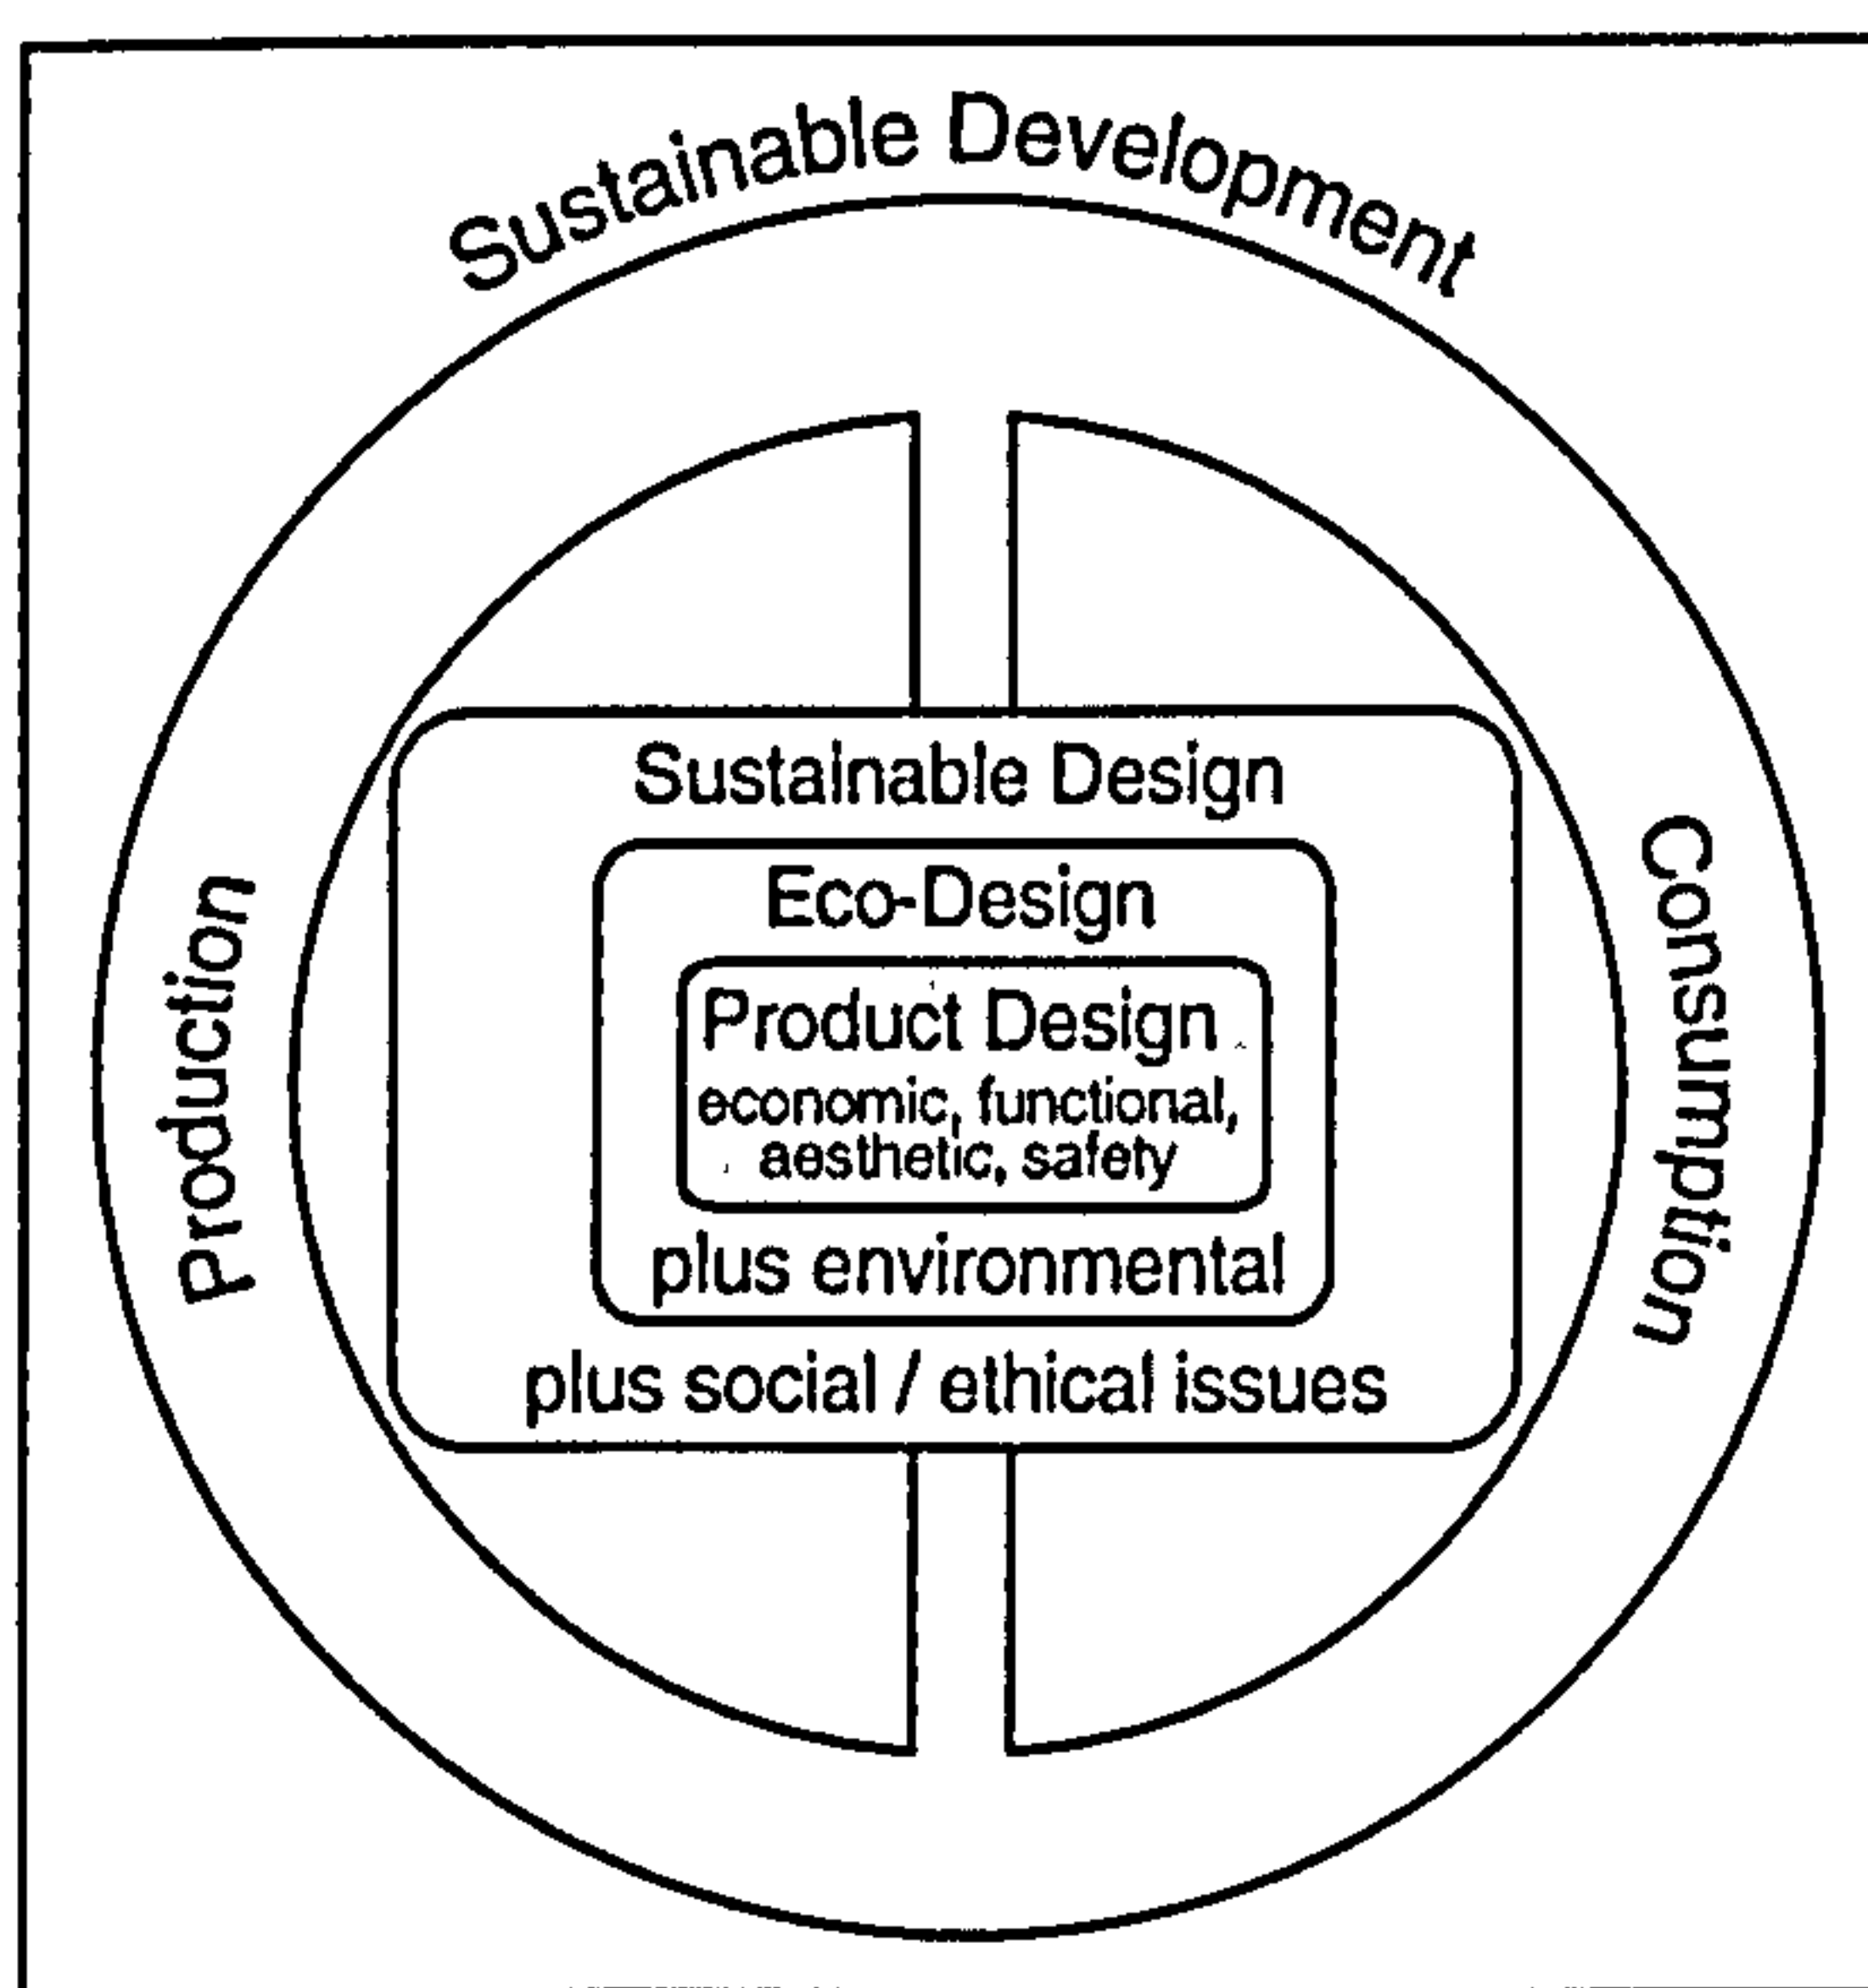 Sustainable Development
Production
Consumption
Sustainable Design
Eco-Design
Product Design
economic, functional,
aesthetic, safety
plus environmental
plus social / ethical issues